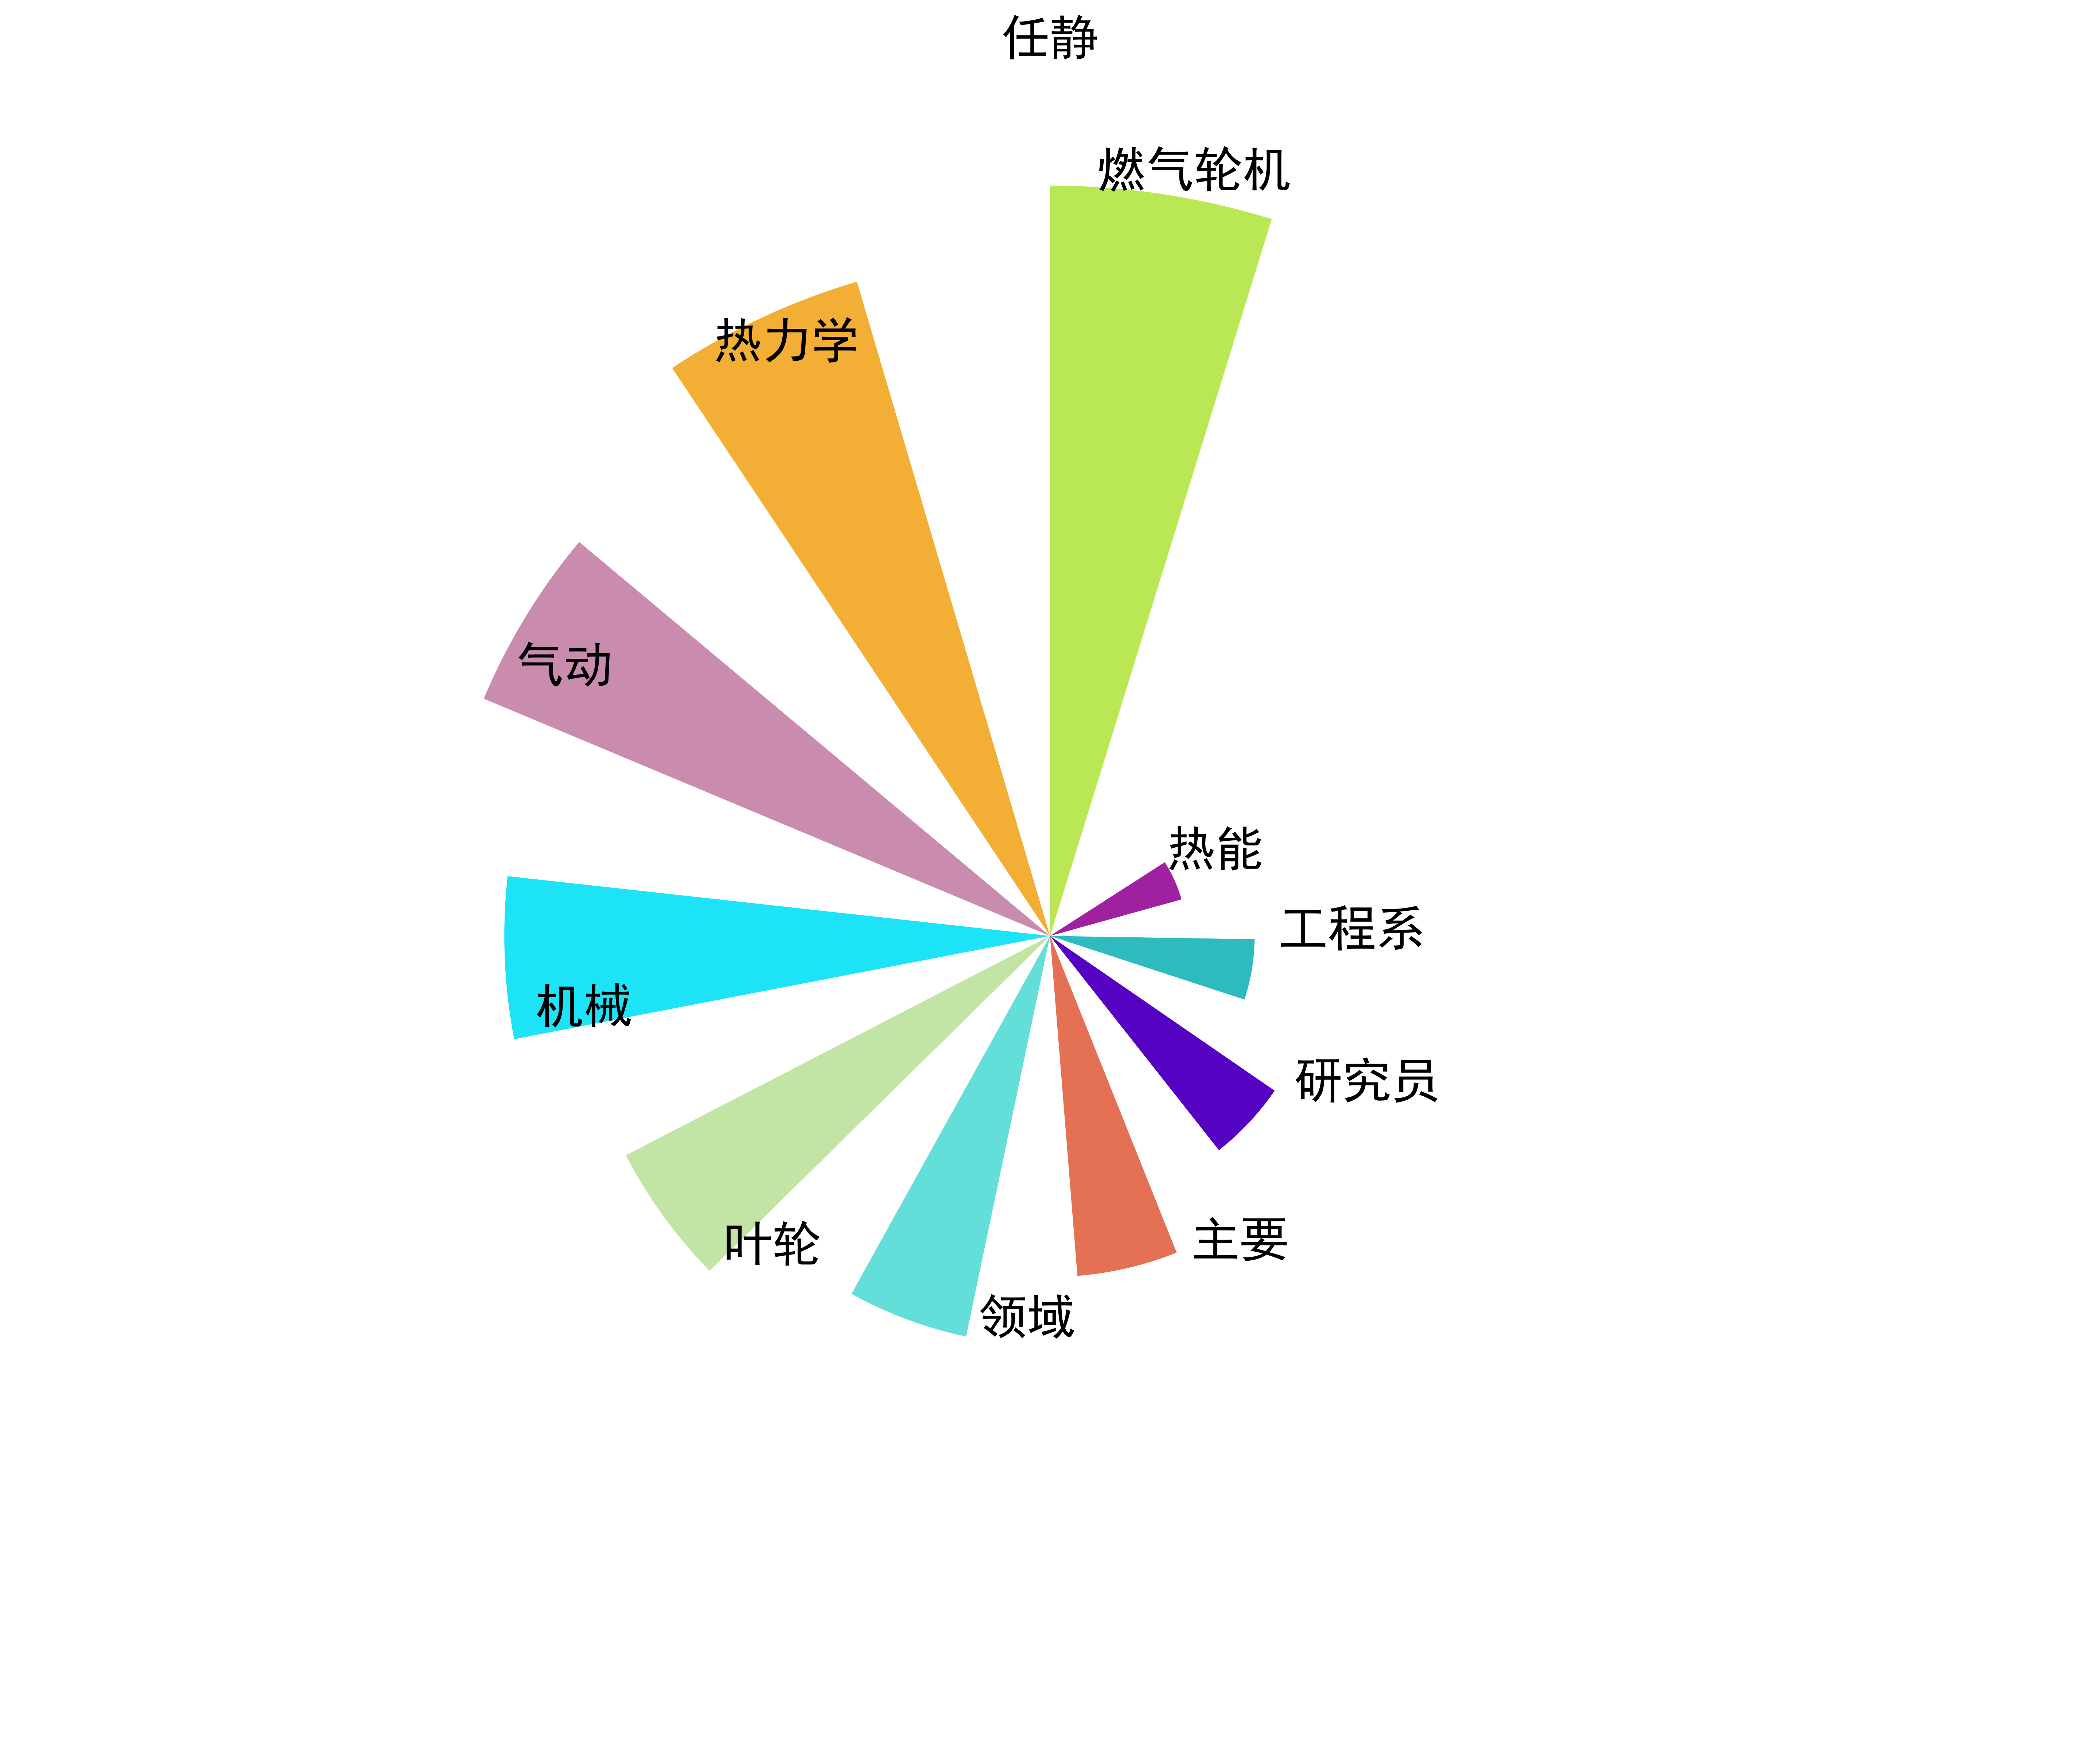 任静
燃气轮机
热力学
气动
热能
工程系
机械
研究员
主要
叶轮
领域